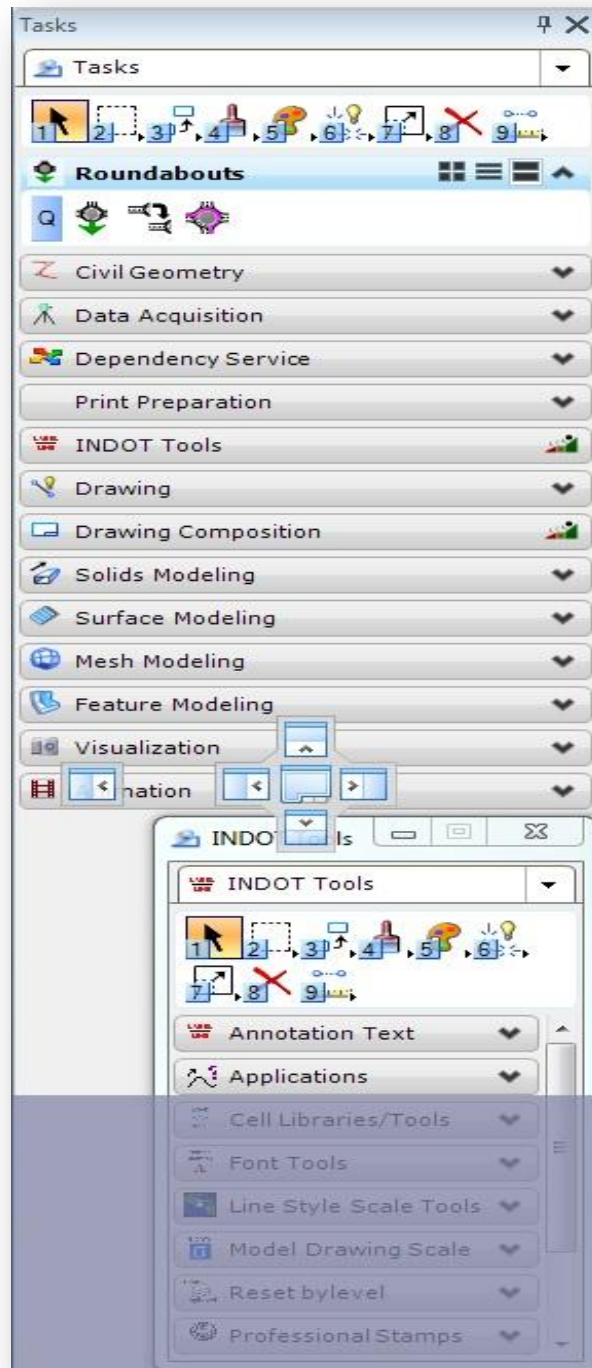 Tasks
Tasks
1 2 3 4 5 6 7 8 9
Roundabouts
Q
Civil Geometry
Data Acquisition
Dependency Service
Print Preparation
INDOT Tools
Drawing
Drawing Composition
Solids Modeling
Surface Modeling
Mesh Modeling
Feature Modeling
Visualization
nation
INDO ls
INDOT Tools
1 2 3 4 5 6
7 8 9
Annotation Text
Applications
Cell Libraries/Tools
Font Tools
Line Style Scale Tools
Model Drawing Scale
Reset bylevel
Professional Stamps